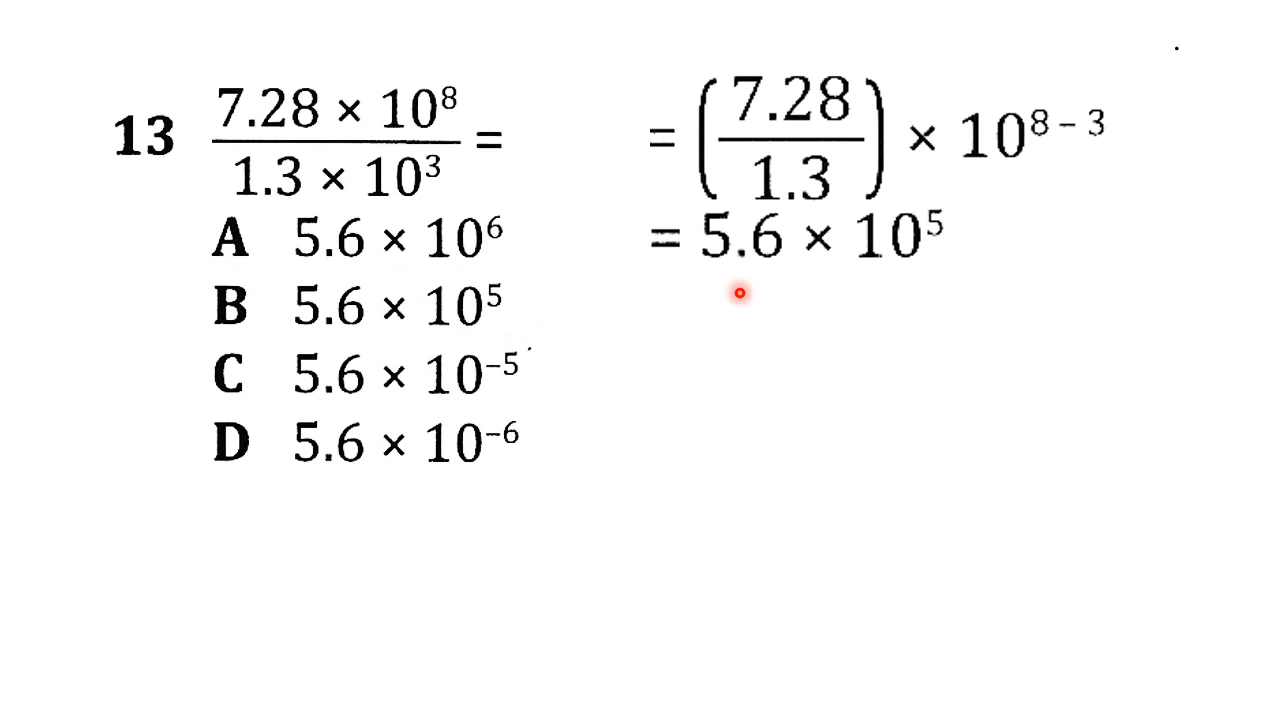 13 7.28 × 10⁸ / 1.3 × 10³ =
A 5.6 × 10⁶
B 5.6 × 10⁵
C 5.6 × 10⁻⁵
D 5.6 × 10⁻⁶
= (7.28 / 1.3) × 10⁸ ⁻ ³
= 5.6 × 10⁵